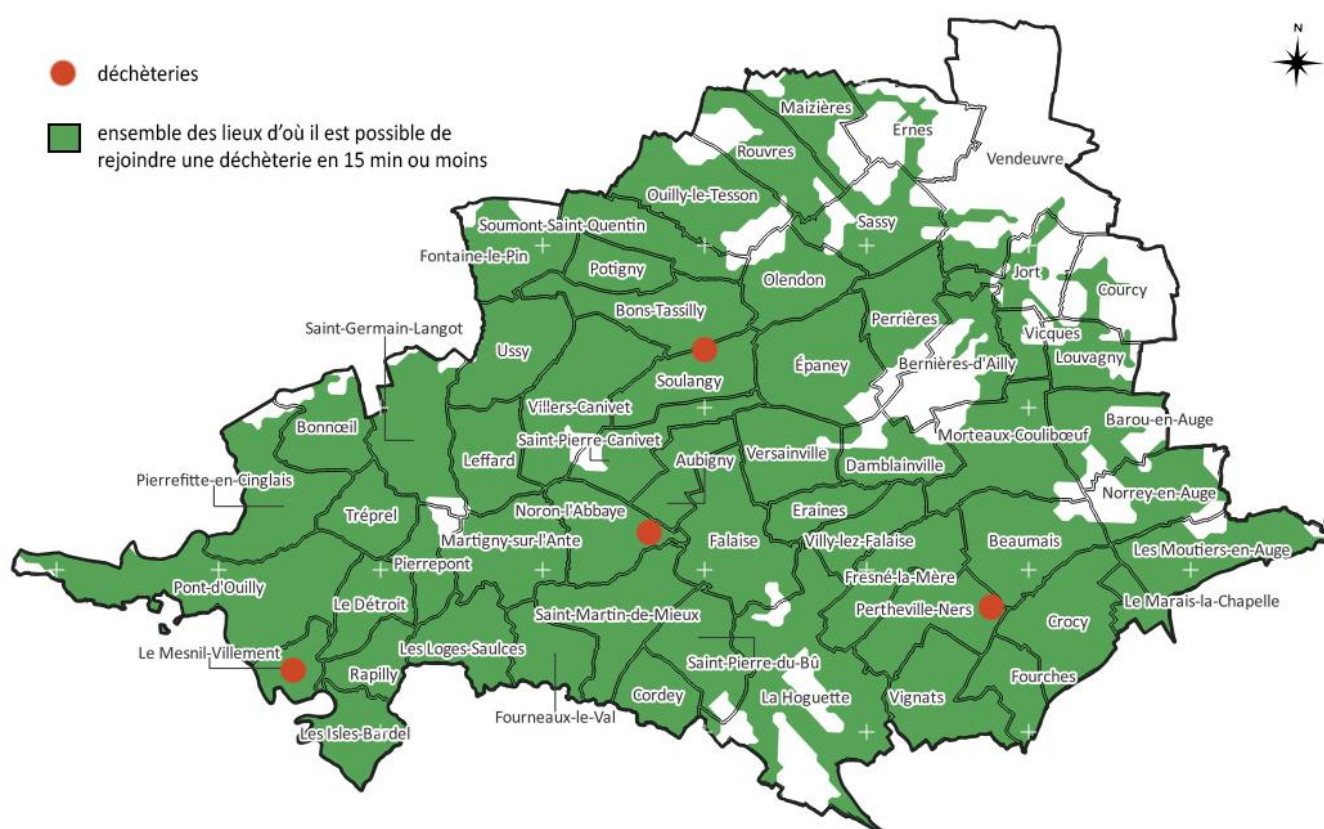 N
déchèteries
ensemble des lieux d'où il est possible de
rejoindre une déchèterie en 15 min ou moins
Maizières
Ernes
Rouvres
Vendeuvre
Ouilly-le-Tesson
Soumont-Saint-Quentin
Sassy
Fontaine-le-Pin
Potigny
Olendon
Jort
Courcy
Bons-Tassilly
Perrières
Saint-Germain-Langot
Vicques
Ussy
Louvagny
Épaney
Bernières-d'Ailly
Soulangy
Villers-Canivet
Barou-en-Auge
Bonnœil
Saint-Pierre-Canivet
Morteaux-Coulibœuf
Versainville
Leffard
Aubigny
Damblainville
Pierrefitte-en-Cinglais
Norrey-en-Auge
Noron-l'Abbaye
Tréprel
Eraines
Martigny-sur-l'Ante
Falaise
Villy-lez-Falaise
Beaumais
Les Moutiers-en-Auge
Pierrepont
Fresné-la-Mère
Pont-d'Ouilly
Le Marais-la-Chapelle
Le Détroit
Pertheville-Ners
Saint-Martin-de-Mieux
Crocy
Les Loges-Saulces
Le Mesnil-Villement
Saint-Pierre-du-Bû
Rapilly
Fourches
La Hoguette
Cordey
Vignats
Fourneaux-le-Val
Les Isles-Bardel